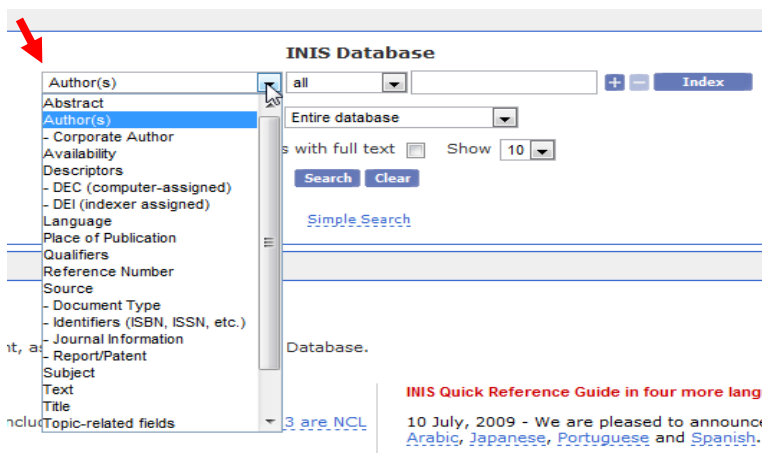 INIS Database
Author(s) all + − Index
Abstract
Author(s)
Entire database
- Corporate Author
Availability
s with full text Show 10
Descriptors
- DEC (computer-assigned)
Search Clear
- DEI (indexer assigned)
Language
Simple Search
Place of Publication
Qualifiers
Reference Number
Source
- Document Type
- Identifiers (ISBN, ISSN, etc.)
- Journal Information
nt, as Database.
- Report/Patent
Subject
Text
INIS Quick Reference Guide in four more lang
Title
nclud
Topic-related fields
3 are NCL
10 July, 2009 - We are pleased to announce
Arabic, Japanese, Portuguese and Spanish.